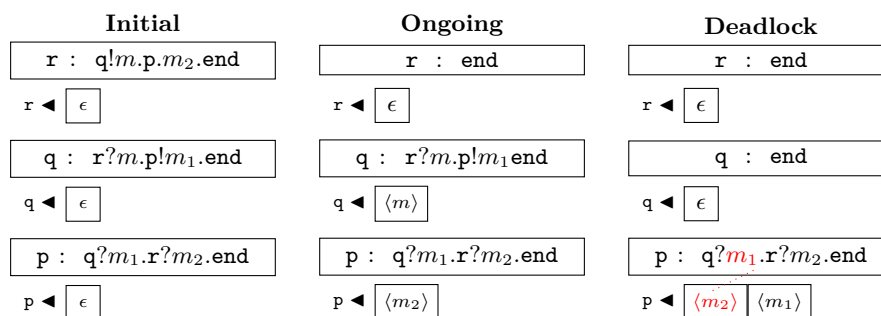 Initial Ongoing Deadlock
r : q!m.p.m₂.end r : end r : end
r ◄ ϵ r ◄ ϵ r ◄ ϵ
q : r?m.p!m₁.end q : r?m.p!m₁end q : end
q ◄ ϵ q ◄ ⟨m⟩ q ◄ ϵ
p : q?m₁.r?m₂.end p : q?m₁.r?m₂.end p : q?m₁.r?m₂.end
p ◄ ϵ p ◄ ⟨m₂⟩ p ◄ ⟨m₂⟩ ⟨m₁⟩